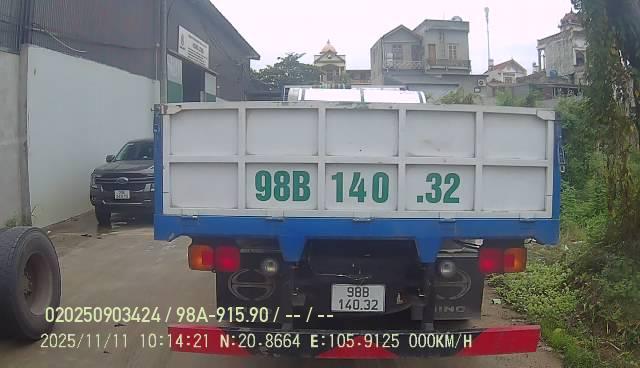 98B 140 .32
98B
140.32
020250903424 / 98A-915.90 / -- / --
2025/11/11 10:14:21 N:20.8664 E:105.9125 000KM/H